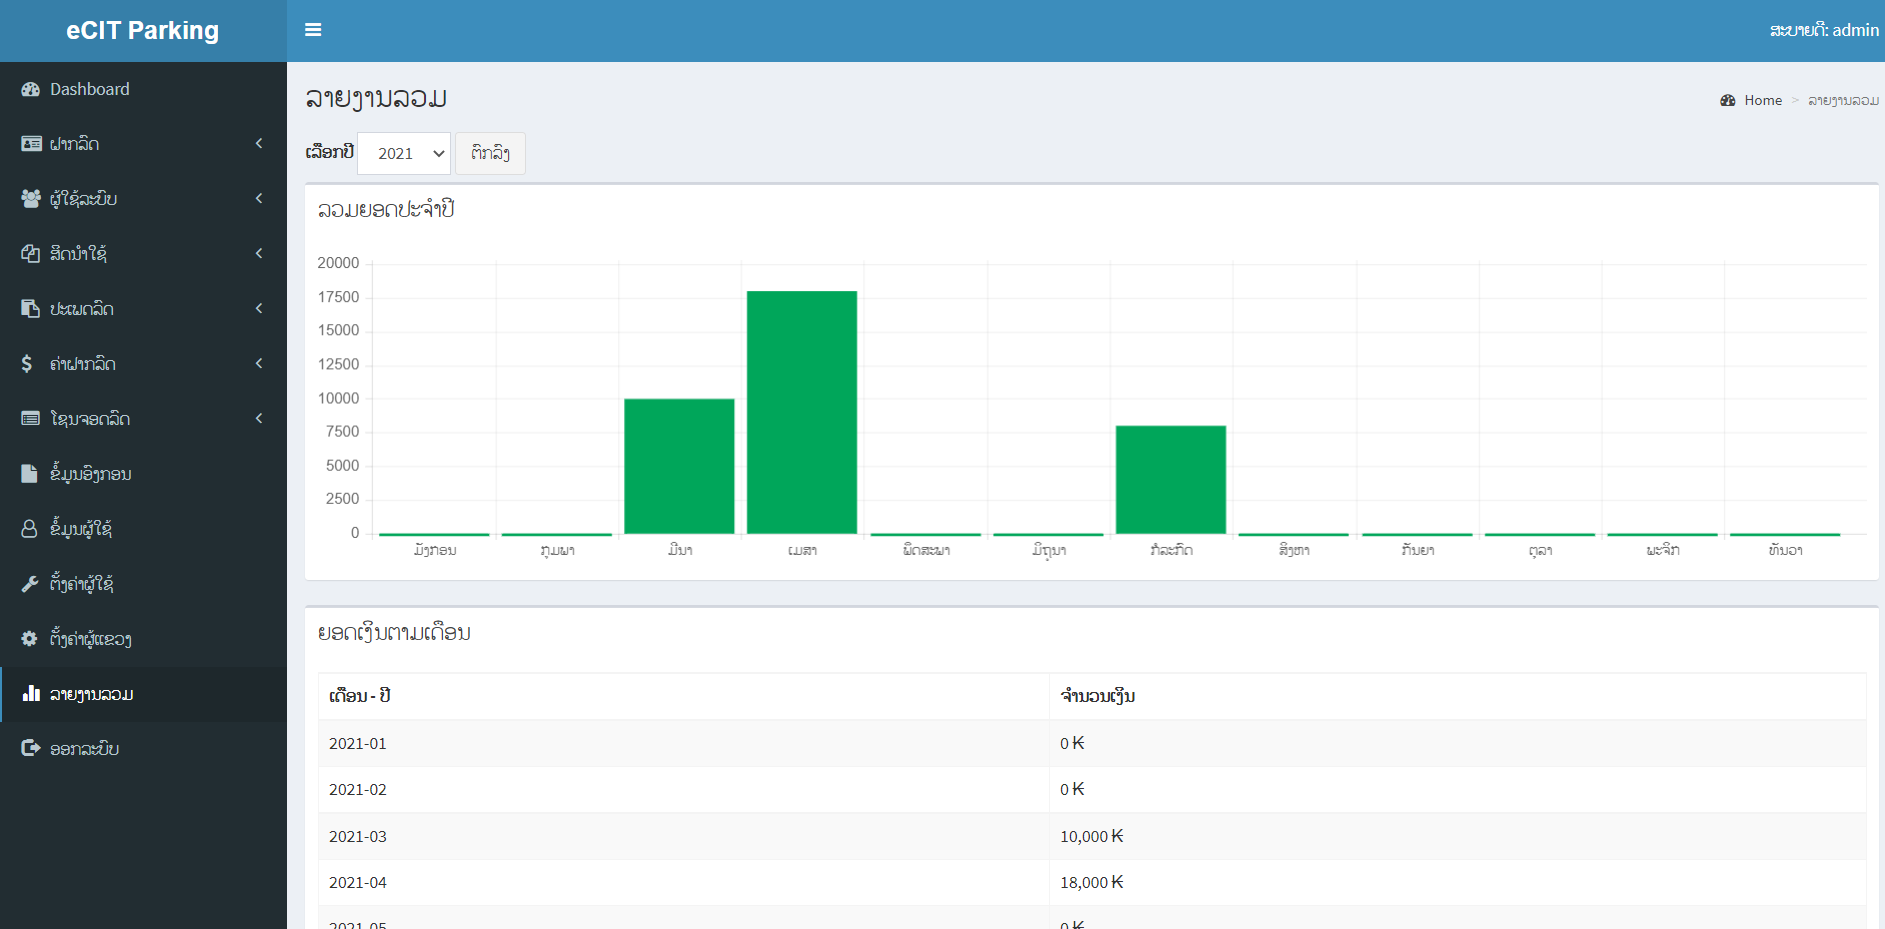 eCIT Parking
ສະບາຍດີ: admin
Dashboard
ຝາກລົດ
ຜູ້ໃຊ້ລະບົບ
ສິດນຳໃຊ້
ປະເພດລົດ
ຄ່າຝາກລົດ
ໂຊນຈອດລົດ
ຂໍ້ມູນອົງກອນ
ຂໍ້ມູນຜູ້ໃຊ້
ຕັ້ງຄ່າຜູ້ໃຊ້
ຕັ້ງຄ່າຜູ້ແຂວງ
ລາຍງານລວມ
ອອກລະບົບ
ລາຍງານລວມ
Home > ລາຍງານລວມ
ເລືອກປີ 2021 ຕົກລົງ
ລວມຍອດປະຈຳປີ
20000
17500
15000
12500
10000
7500
5000
2500
0
ມັງກອນ ກຸມພາ ມີນາ ເມສາ ພຶດສະພາ ມິຖຸນາ ກໍລະກົດ ສິງຫາ ກັນຍາ ຕຸລາ ພະຈິກ ທັນວາ
ຍອດເງິນຕາມເດືອນ
ເດືອນ - ປີ ຈຳນວນເງິນ
2021-01 0 ₭
2021-02 0 ₭
2021-03 10,000 ₭
2021-04 18,000 ₭
2021-05 0 ₭